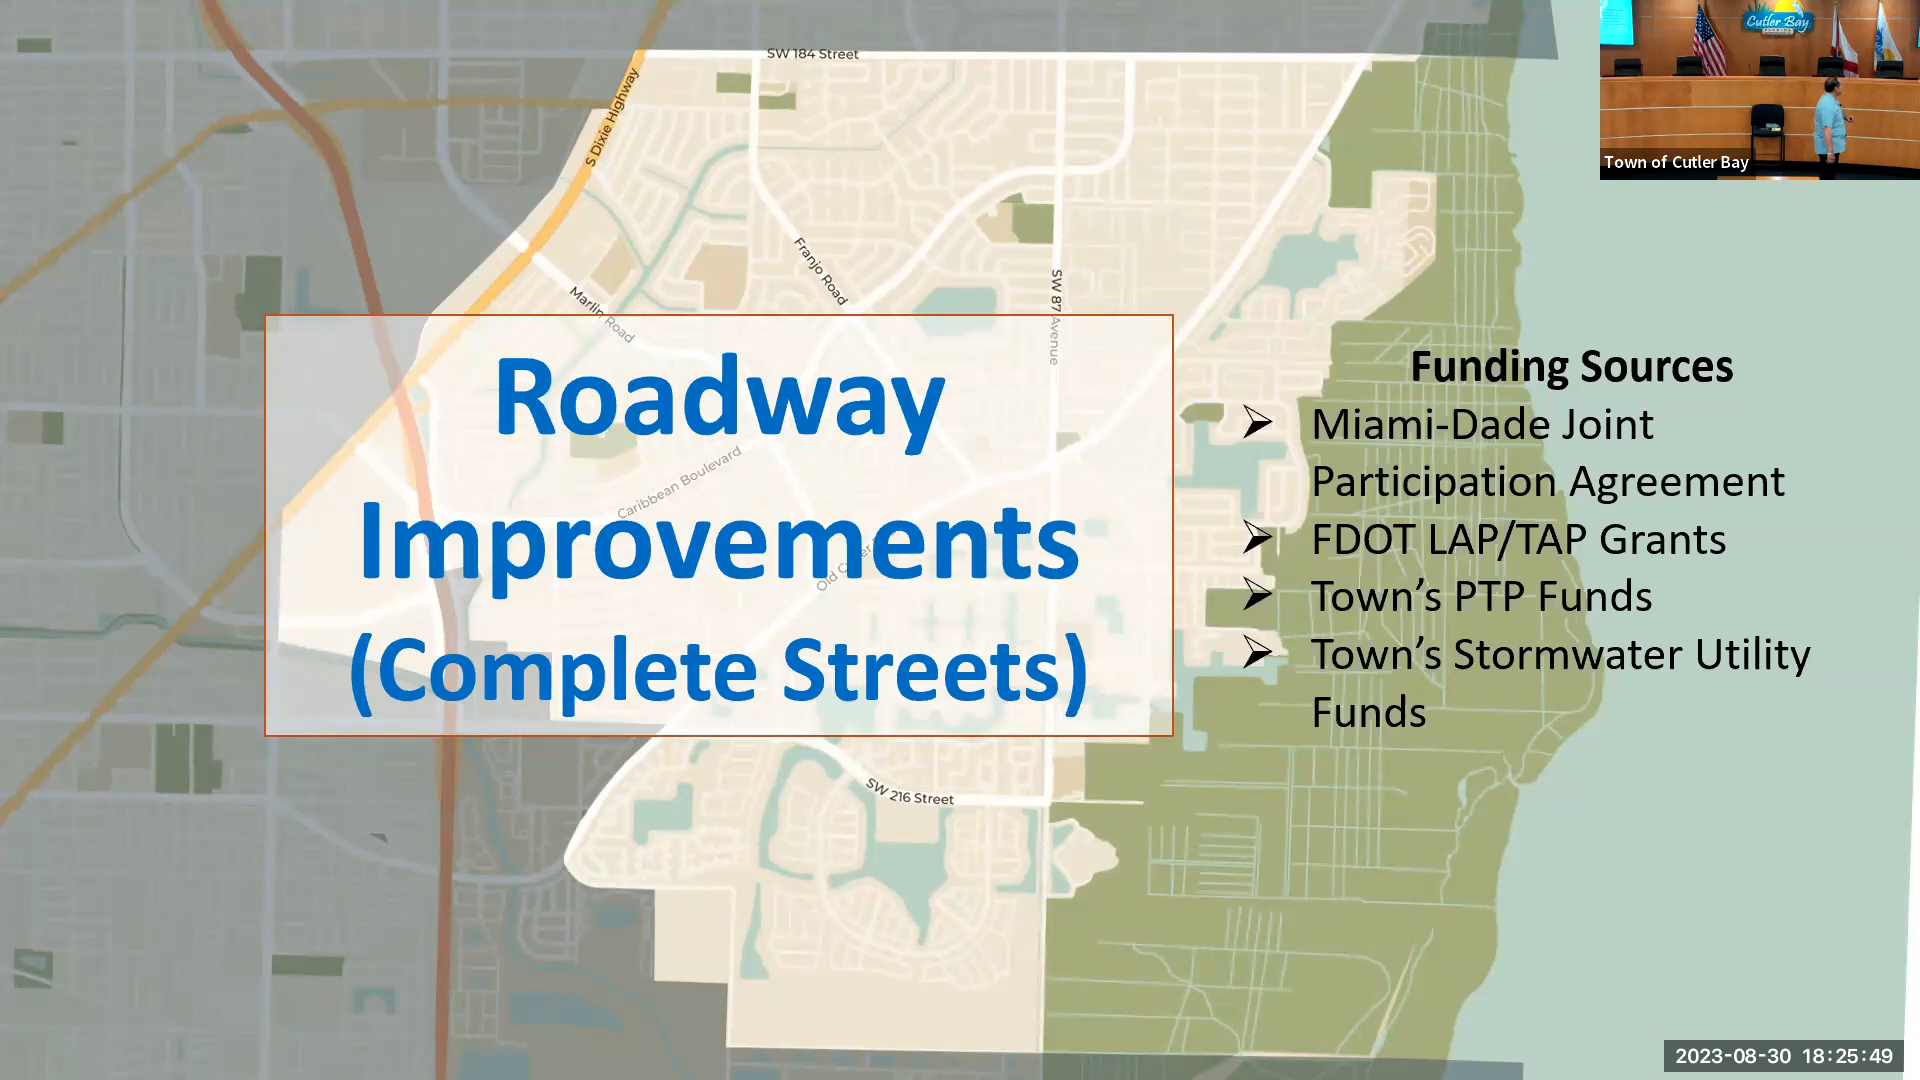 SW 184 Street
S Dixie Highway
Franjo Road
Marlin Road
SW 87 Avenue
Cutler Bay
Town of Cutler Bay
Roadway
Improvements
(Complete Streets)
Caribbean Boulevard
Old
SW 216 Street
Funding Sources
Miami-Dade Joint
Participation Agreement
FDOT LAP/TAP Grants
Town’s PTP Funds
Town’s Stormwater Utility
Funds
2023-08-30 18:25:49